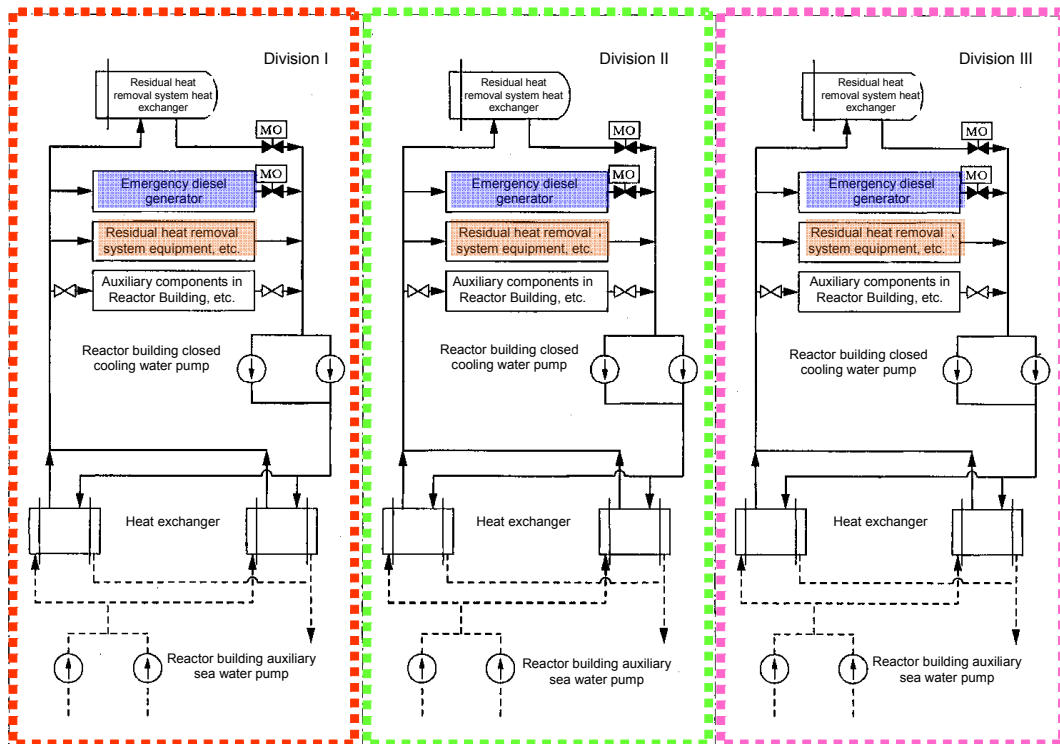 Division I
Residual heat
removal system heat
exchanger
MO
MO
Emergency diesel
generator
Residual heat removal
system equipment, etc.
Auxiliary components in
Reactor Building, etc.
Reactor building closed
cooling water pump
Heat exchanger
Reactor building auxiliary
sea water pump
Division II
Residual heat
removal system heat
exchanger
MO
MO
Emergency diesel
generator
Residual heat removal
system equipment, etc.
Auxiliary components in
Reactor Building, etc.
Reactor building closed
cooling water pump
Heat exchanger
Reactor building auxiliary
sea water pump
Division III
Residual heat
removal system heat
exchanger
MO
MO
Emergency diesel
generator
Residual heat removal
system equipment, etc.
Auxiliary components in
Reactor Building, etc.
Reactor building closed
cooling water pump
Heat exchanger
Reactor building auxiliary
sea water pump